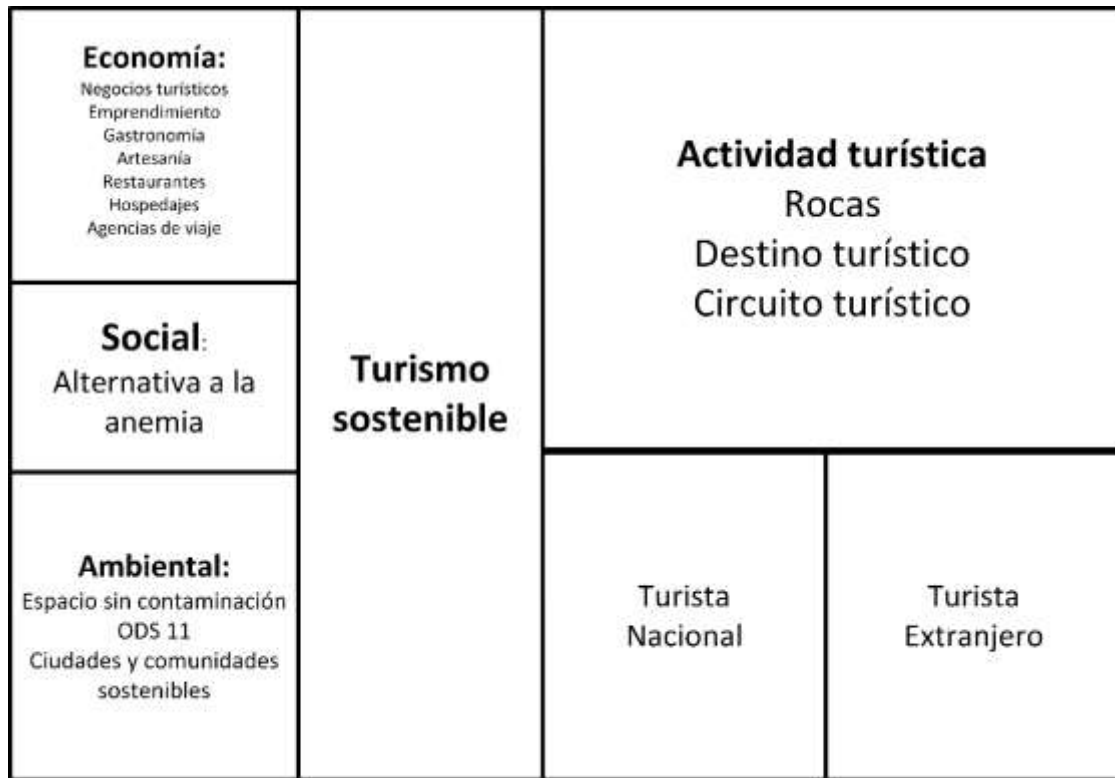 Economía:
Negocios turísticos
Emprendimiento
Gastronomía
Artesanía
Restaurantes
Hospedajes
Agencias de viaje
Social:
Alternativa a la
anemia
Ambiental:
Espacio sin contaminación
ODS 11
Ciudades y comunidades
sostenibles
Turismo
sostenible
Actividad turística
Rocas
Destino turístico
Circuito turístico
Turista
Nacional
Turista
Extranjero